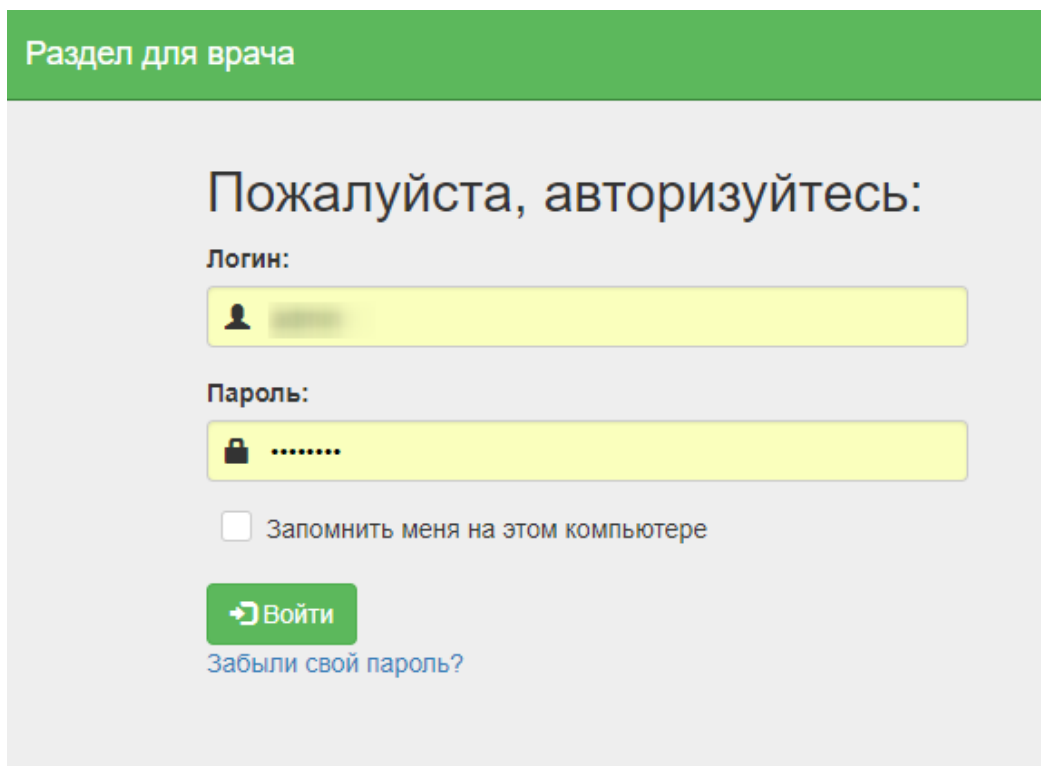 Раздел для врача
Пожалуйста, авторизуйтесь:
Логин:
Пароль:
••••••••
Запомнить меня на этом компьютере
Войти
Забыли свой пароль?